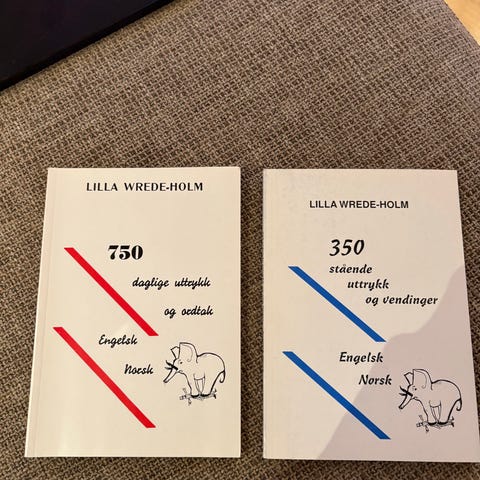 LILLA WREDE-HOLM
750
daglige uttrykk
og ordtak
Engelsk
Norsk
LILLA WREDE-HOLM
350
stående
uttrykk
og vendinger
Engelsk
Norsk